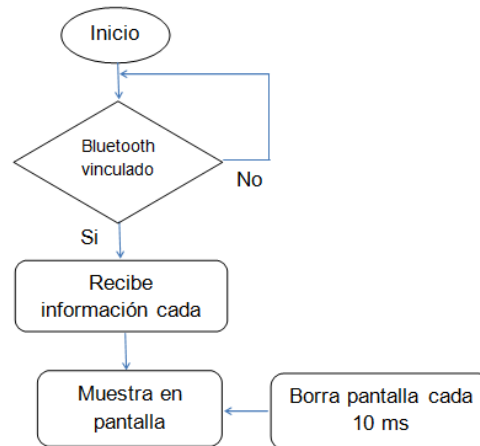 Inicio
Bluetooth
vinculado
No
Si
Recibe
información cada
Muestra en
pantalla
Borra pantalla cada
10 ms